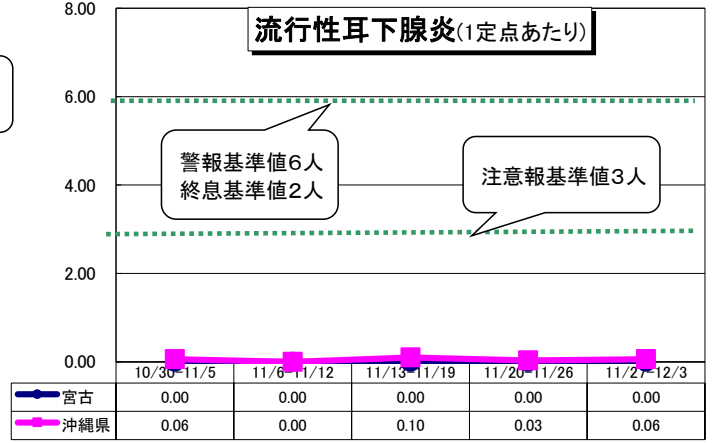 流行性耳下腺炎(1定点あたり)
8.00
6.00
4.00
2.00
0.00
警報基準値6人
終息基準値2人
注意報基準値3人
10/30-11/5 11/6-11/12 11/13-11/19 11/20-11/26 11/27-12/3
宮古 0.00 0.00 0.00 0.00 0.00
沖縄県 0.06 0.00 0.10 0.03 0.06